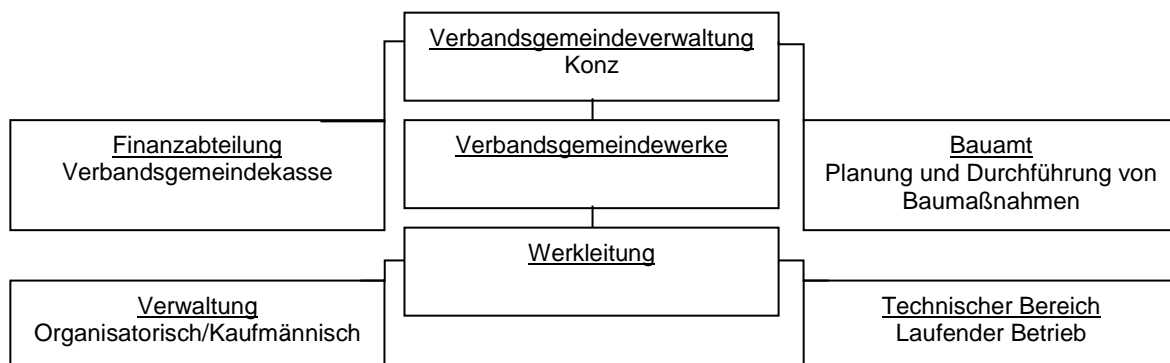 Verbandsgemeindeverwaltung
Konz
Finanzabteilung
Verbandsgemeindekasse
Verbandsgemeindewerke
Bauamt
Planung und Durchführung von
Baumaßnahmen
Werkleitung
Verwaltung
Organisatorisch/Kaufmännisch
Technischer Bereich
Laufender Betrieb